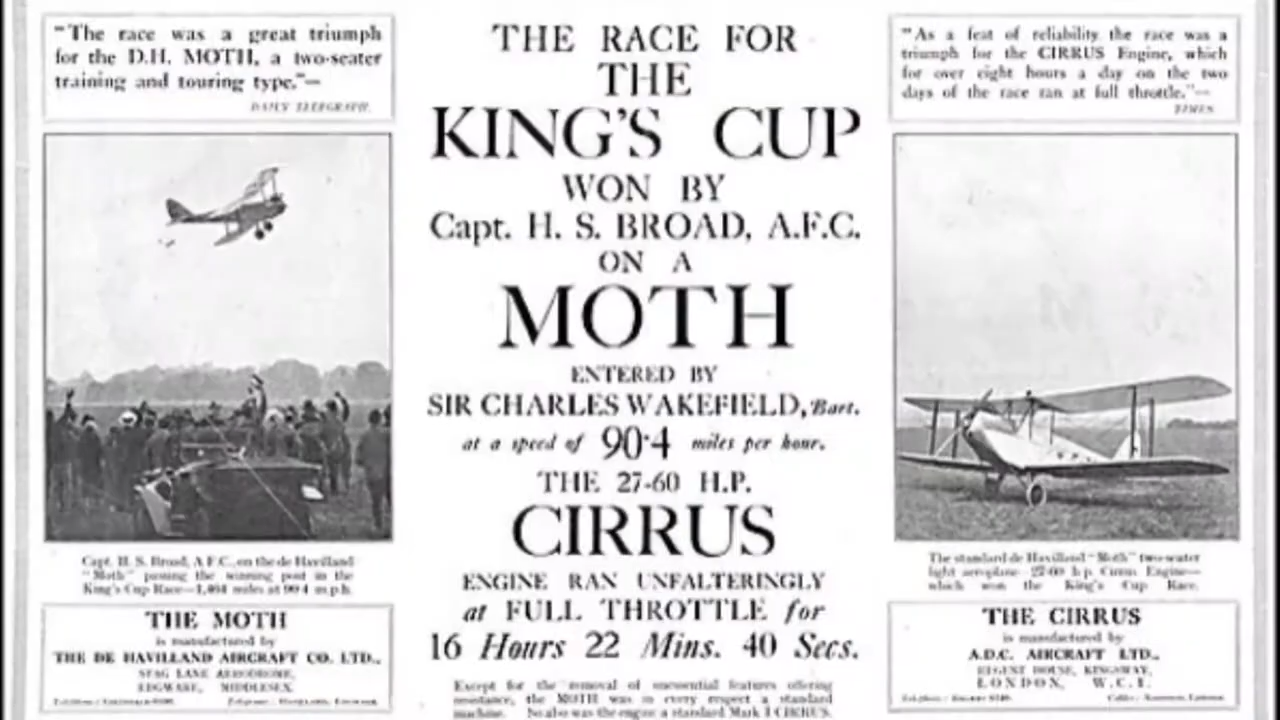 "The race was a great triumph
for the D.H. MOTH, a two-seater
training and touring type."—
DAILY TELEGRAPH.
Capt. H. S. Broad, A.F.C., on the de Havilland
"Moth" passing the winning post in the
King's Cup Race—1,464 miles at 90·4 m.p.h.
THE MOTH
is manufactured by
THE DE HAVILLAND AIRCRAFT CO. LTD.,
STAG LANE AERODROME,
EDGWARE, MIDDLESEX.
THE RACE FOR
THE
KING'S CUP
WON BY
Capt. H. S. BROAD, A.F.C.
ON A
MOTH
ENTERED BY
SIR CHARLES WAKEFIELD, Bart.
at a speed of 90·4 miles per hour.
THE 27-60 H.P.
CIRRUS
ENGINE RAN UNFALTERINGLY
at FULL THROTTLE for
16 Hours 22 Mins. 40 Secs.
Except for the removal of unessential features offering
resistance, the MOTH was in every respect a standard
machine. So also was the engine a standard Mark I CIRRUS.
"As a feat of reliability the race was a
triumph for the CIRRUS Engine, which
for over eight hours a day on the two
days of the race ran at full throttle."—
TIMES.
The standard de Havilland "Moth" two-seater
light aeroplane 27-60 h.p. Cirrus Engine—
which won the King's Cup Race.
THE CIRRUS
is manufactured by
A.D.C. AIRCRAFT LTD.,
REGENT HOUSE, KINGSWAY,
LONDON, W.C.2.